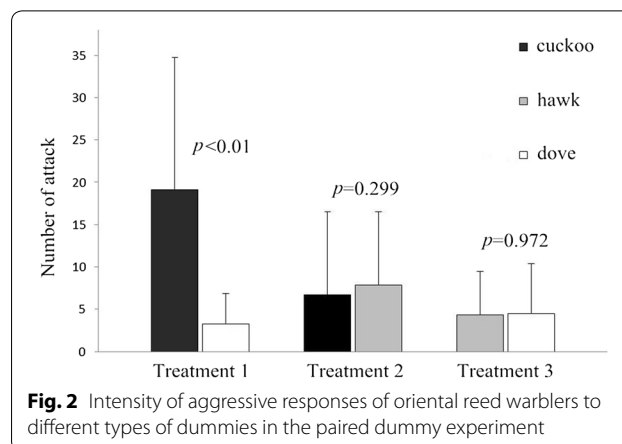 35
30
25
20
15
10
5
0
Number of attack
cuckoo
hawk
dove
p<0.01
p=0.299
p=0.972
Treatment 1
Treatment 2
Treatment 3
Fig. 2 Intensity of aggressive responses of oriental reed warblers to
different types of dummies in the paired dummy experiment